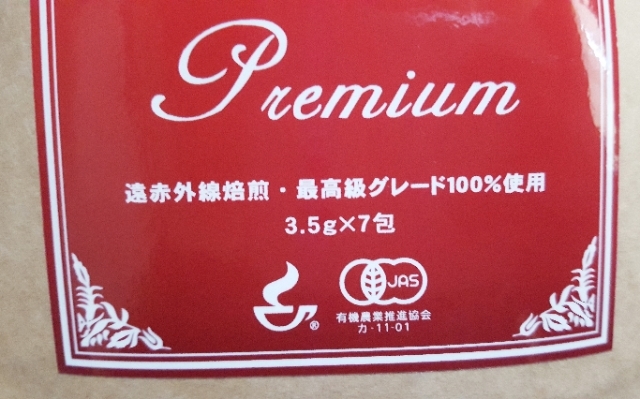 Premium
遠赤外線焙煎・最高級グレード100%使用
3.5g×7包
®
JAS
有機農業推進協会
カ-11-01